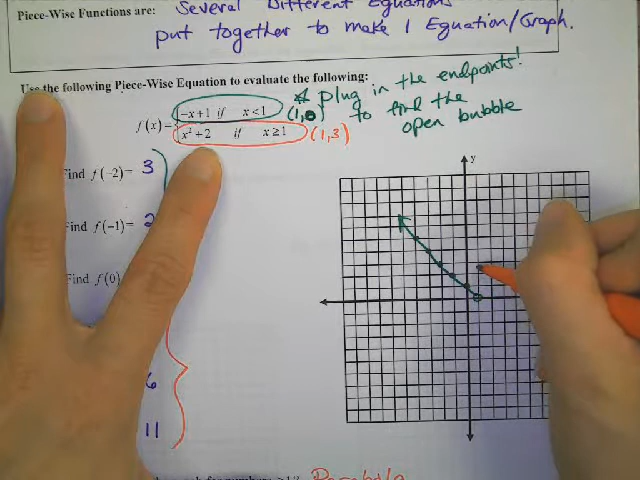 Piece-Wise Functions are: Several Different Equations
put together to make 1 Equation/Graph.
Use the following Piece-Wise Equation to evaluate the following:
* plug in the endpoints!
to find the
open bubble
f(x) = -x+1 if x<1 (1,0)
x²+2 if x≥1 (1,3)
Find f(-2) = 3
Find f(-1) = 2
Find f(0)
6
11
y
Parabola